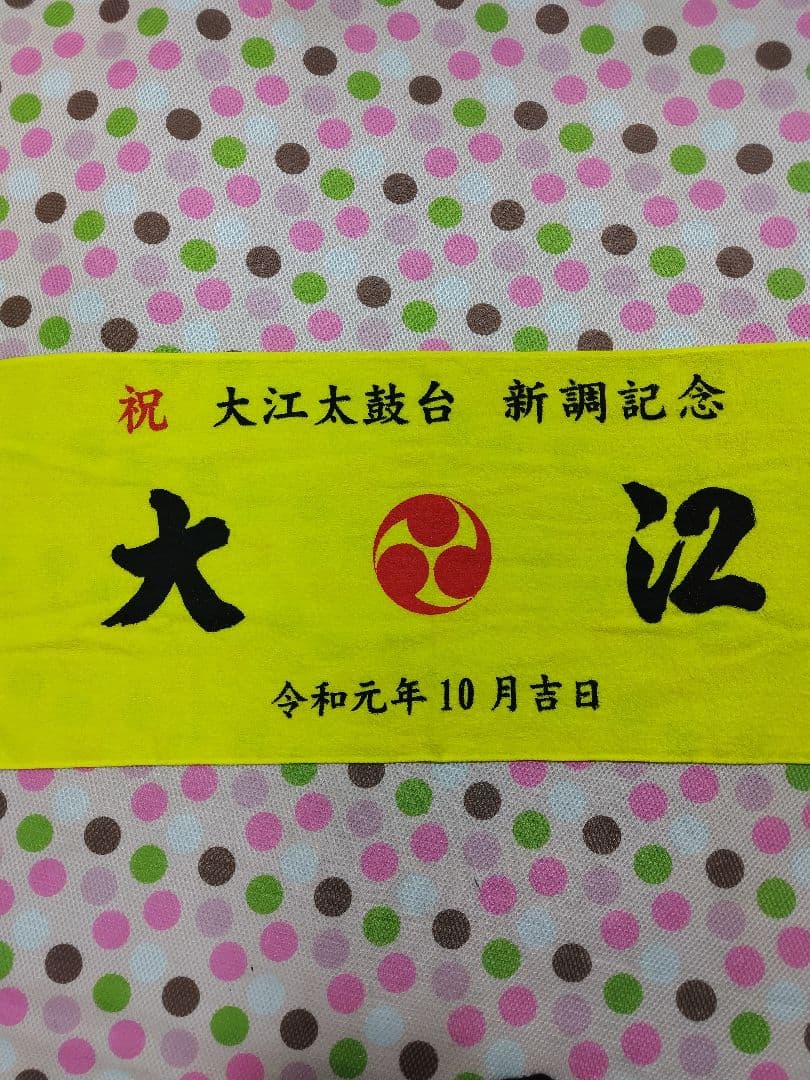 祝 大江太鼓台 新調記念
大 江
令和元年10月吉日